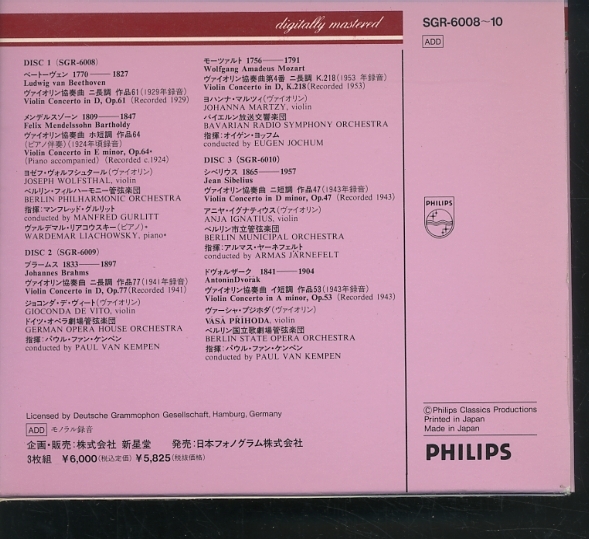 digitally mastered
DISC 1 (SGR-6008)
ベートーヴェン 1770――1827
Ludwig van Beethoven
ヴァイオリン協奏曲 ニ長調 作品61(1929年録音)
Violin Concerto in D, Op.61 (Recorded 1929)
メンデルスゾーン 1809――1847
Felix Mendelssohn Bartholdy
ヴァイオリン協奏曲 ホ短調 作品64
(ピアノ伴奏)(1924年頃録音)
Violin Concerto in E minor, Op.64*
(Piano accompanied) (Recorded c.1924)
ヨゼフ・ヴォルフシュタール(ヴァイオリン)
JOSEPH WOLFSTHAL, violin
ベルリン・フィルハーモニー管弦楽団
BERLIN PHILHARMONIC ORCHESTRA
指揮:マンフレッド・グルリット
conducted by MANFRED GURLITT
ヴァルデマル・リアコウスキー(ピアノ)*
WARDEMAR LIACHOWSKY, piano*
DISC 2 (SGR-6009)
ブラームス 1833――1897
Johannes Brahms
ヴァイオリン協奏曲 ニ長調 作品77(1941年録音)
Violin Concerto in D, Op.77(Recorded 1941)
ジョコンダ・デ・ヴィート(ヴァイオリン)
GIOCONDA DE VITO, violin
ドイツ・オペラ劇場管弦楽団
GERMAN OPERA HOUSE ORCHESTRA
指揮:パウル・ファン・ケンペン
conducted by PAUL VAN KEMPEN
モーツァルト 1756――1791
Wolfgang Amadeus Mozart
ヴァイオリン協奏曲第4番 ニ長調 K.218(1953年録音)
Violin Concerto in D, K.218(Recorded 1953)
ヨハンナ・マルツィ(ヴァイオリン)
JOHANNA MARTZY, violin
バイエルン放送交響楽団
BAVARIAN RADIO SYMPHONY ORCHESTRA
指揮:オイゲン・ヨッフム
conducted by EUGEN JOCHUM
DISC 3 (SGR-6010)
シベリウス 1865――1957
Jean Sibelius
ヴァイオリン協奏曲 ニ短調 作品47(1943年録音)
Violin Concerto in D minor, Op.47 (Recorded 1943)
アニヤ・イグナティウス(ヴァイオリン)
ANJA IGNATIUS, violin
ベルリン市立管弦楽団
BERLIN MUNICIPAL ORCHESTRA
指揮:アルマス・ヤーネフェルト
conducted by ARMAS JÄRNEFELT
ドヴォルザーク 1841――1904
AntoninDvořák
ヴァイオリン協奏曲 イ短調 作品53(1943年録音)
Violin Concerto in A minor, Op.53 (Recorded 1943)
ヴァーシャ・プジホダ(ヴァイオリン)
VASA PŘIHODA, violin
ベルリン国立歌劇場管弦楽団
BERLIN STATE OPERA ORCHESTRA
指揮:パウル・ファン・ケンペン
conducted by PAUL VAN KEMPEN
Licensed by Deutsche Grammophon Gesellschaft, Hamburg, Germany
ADD モノラル録音
企画・販売:株式会社 新星堂 発売:日本フォノグラム株式会社
3枚組 ¥6,000(税込定価) ¥5,825(税抜価格)
SGR-6008~10
ADD
PHILIPS
©Philips Classics Productions
Printed in Japan
Made in Japan
PHILIPS